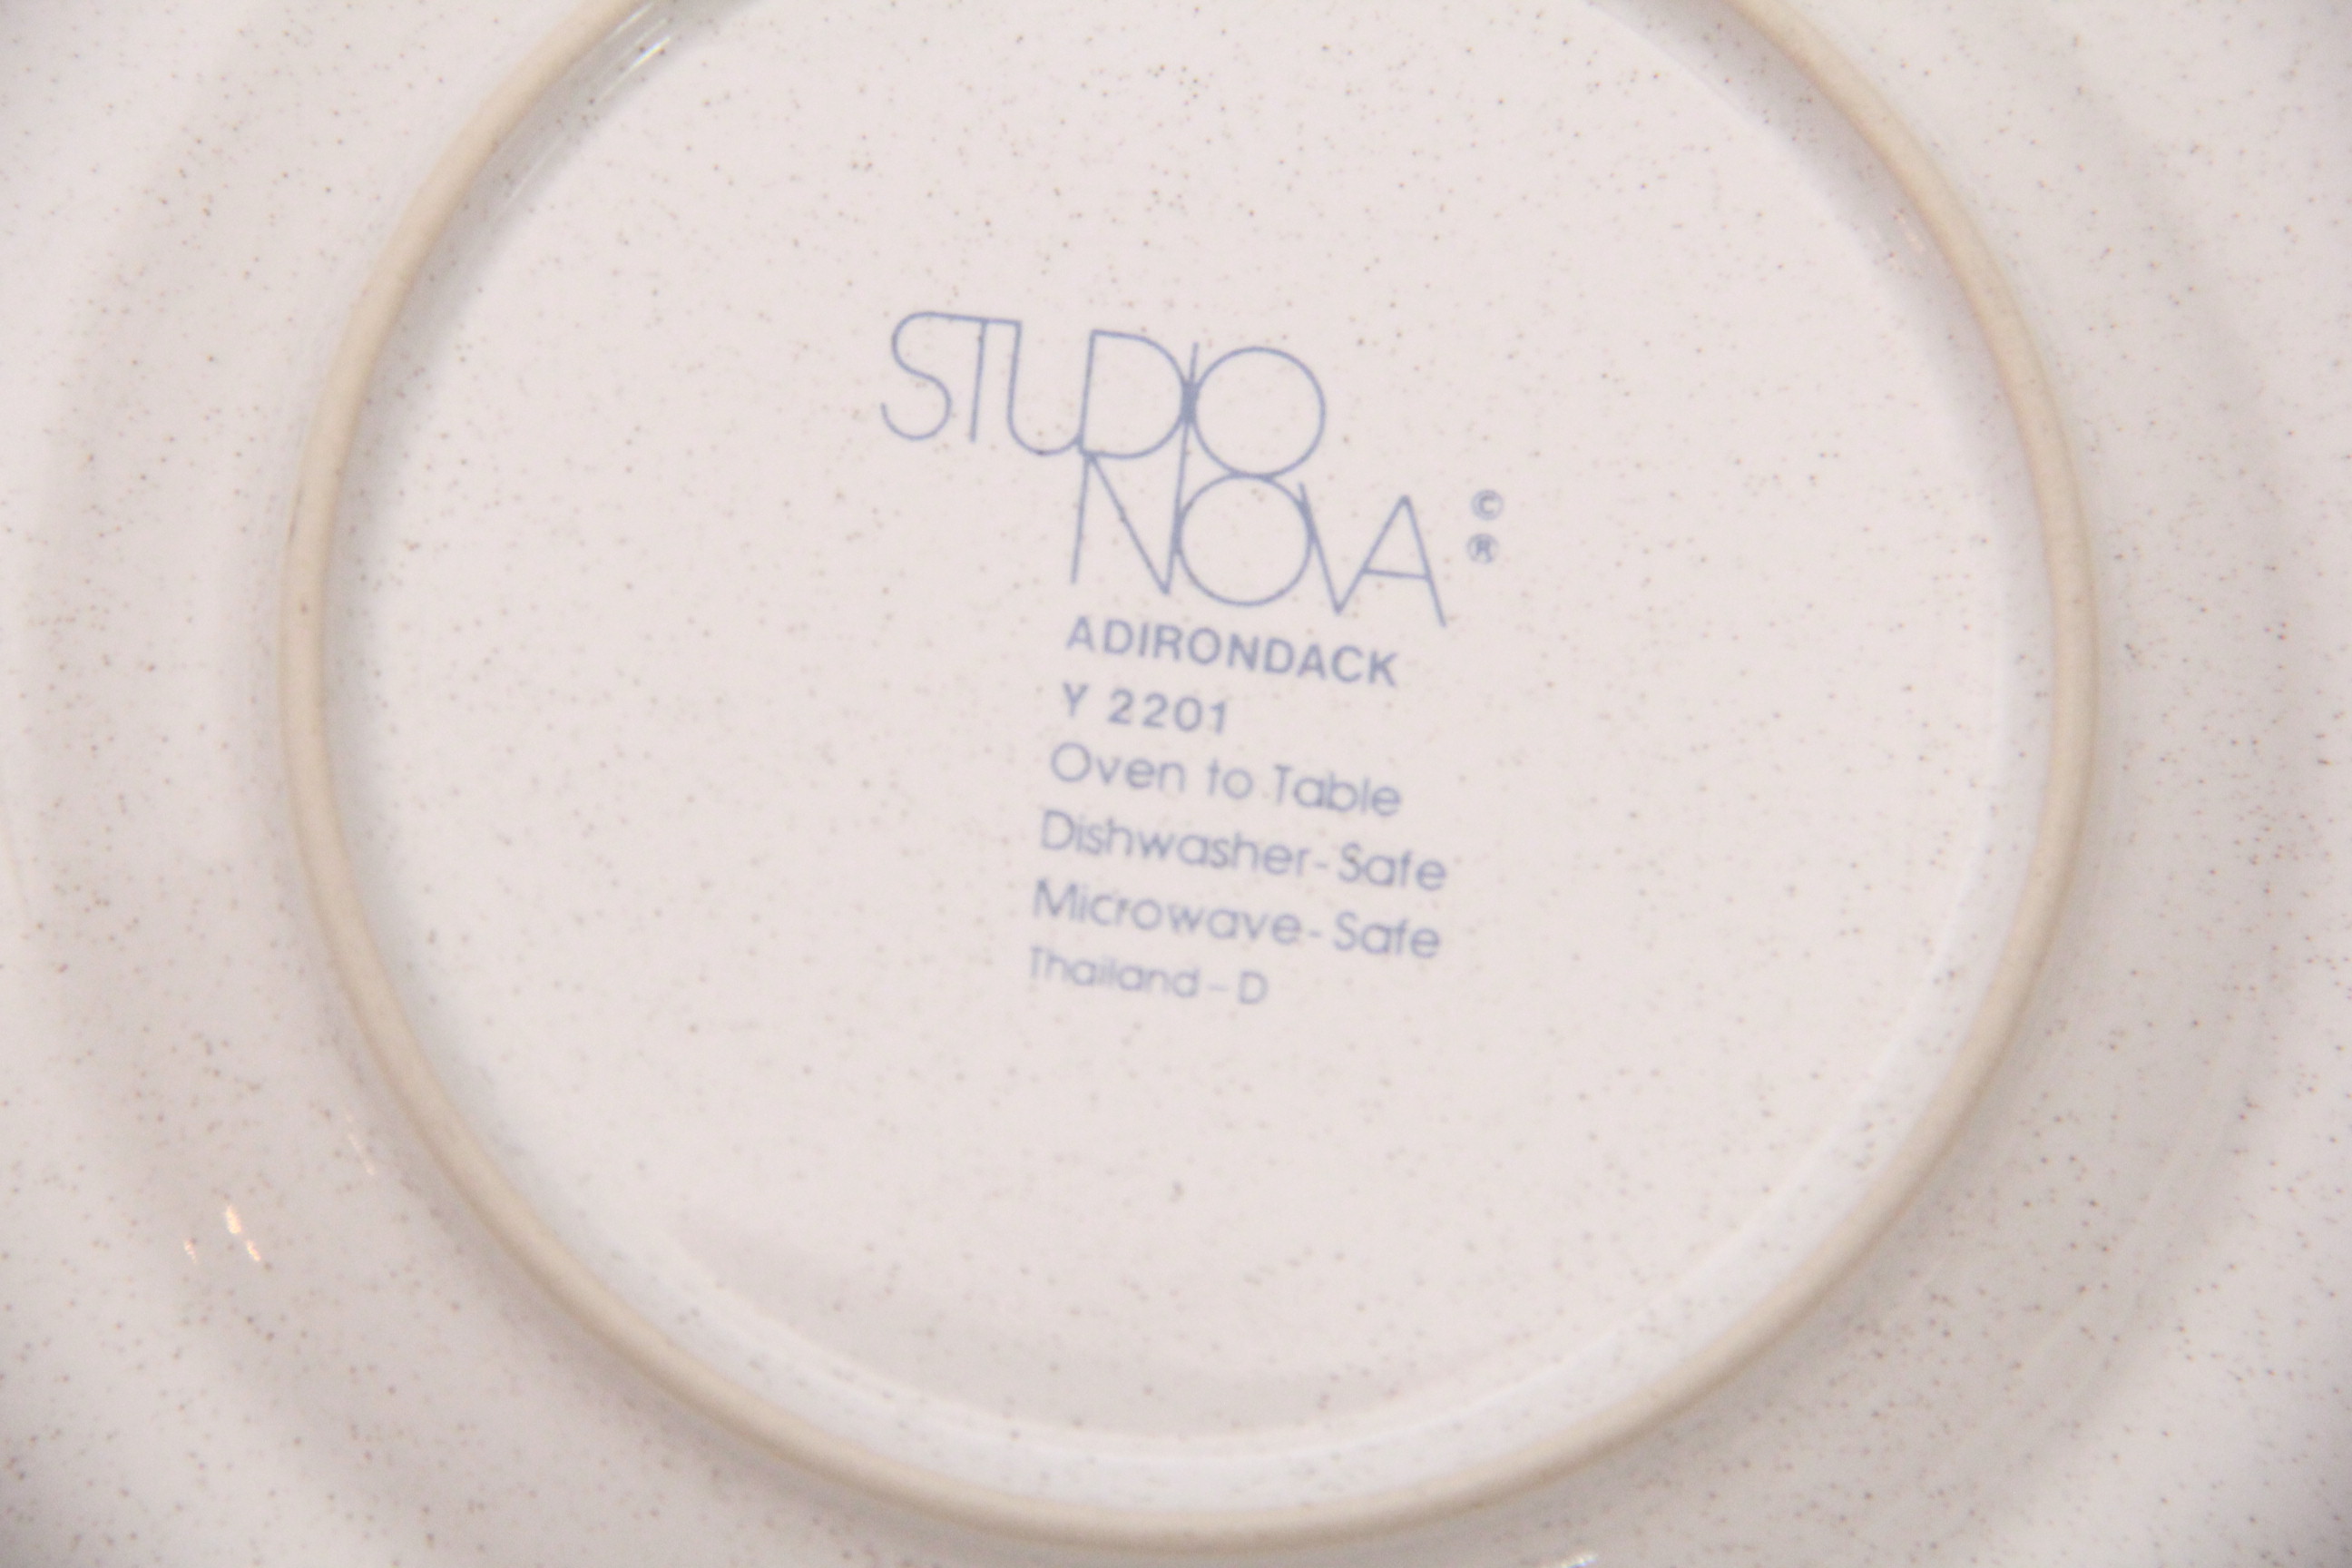 STUDIO
NOVA © ®
ADIRONDACK
Y 2201
Oven to Table
Dishwasher-Safe
Microwave-Safe
Thailand-D